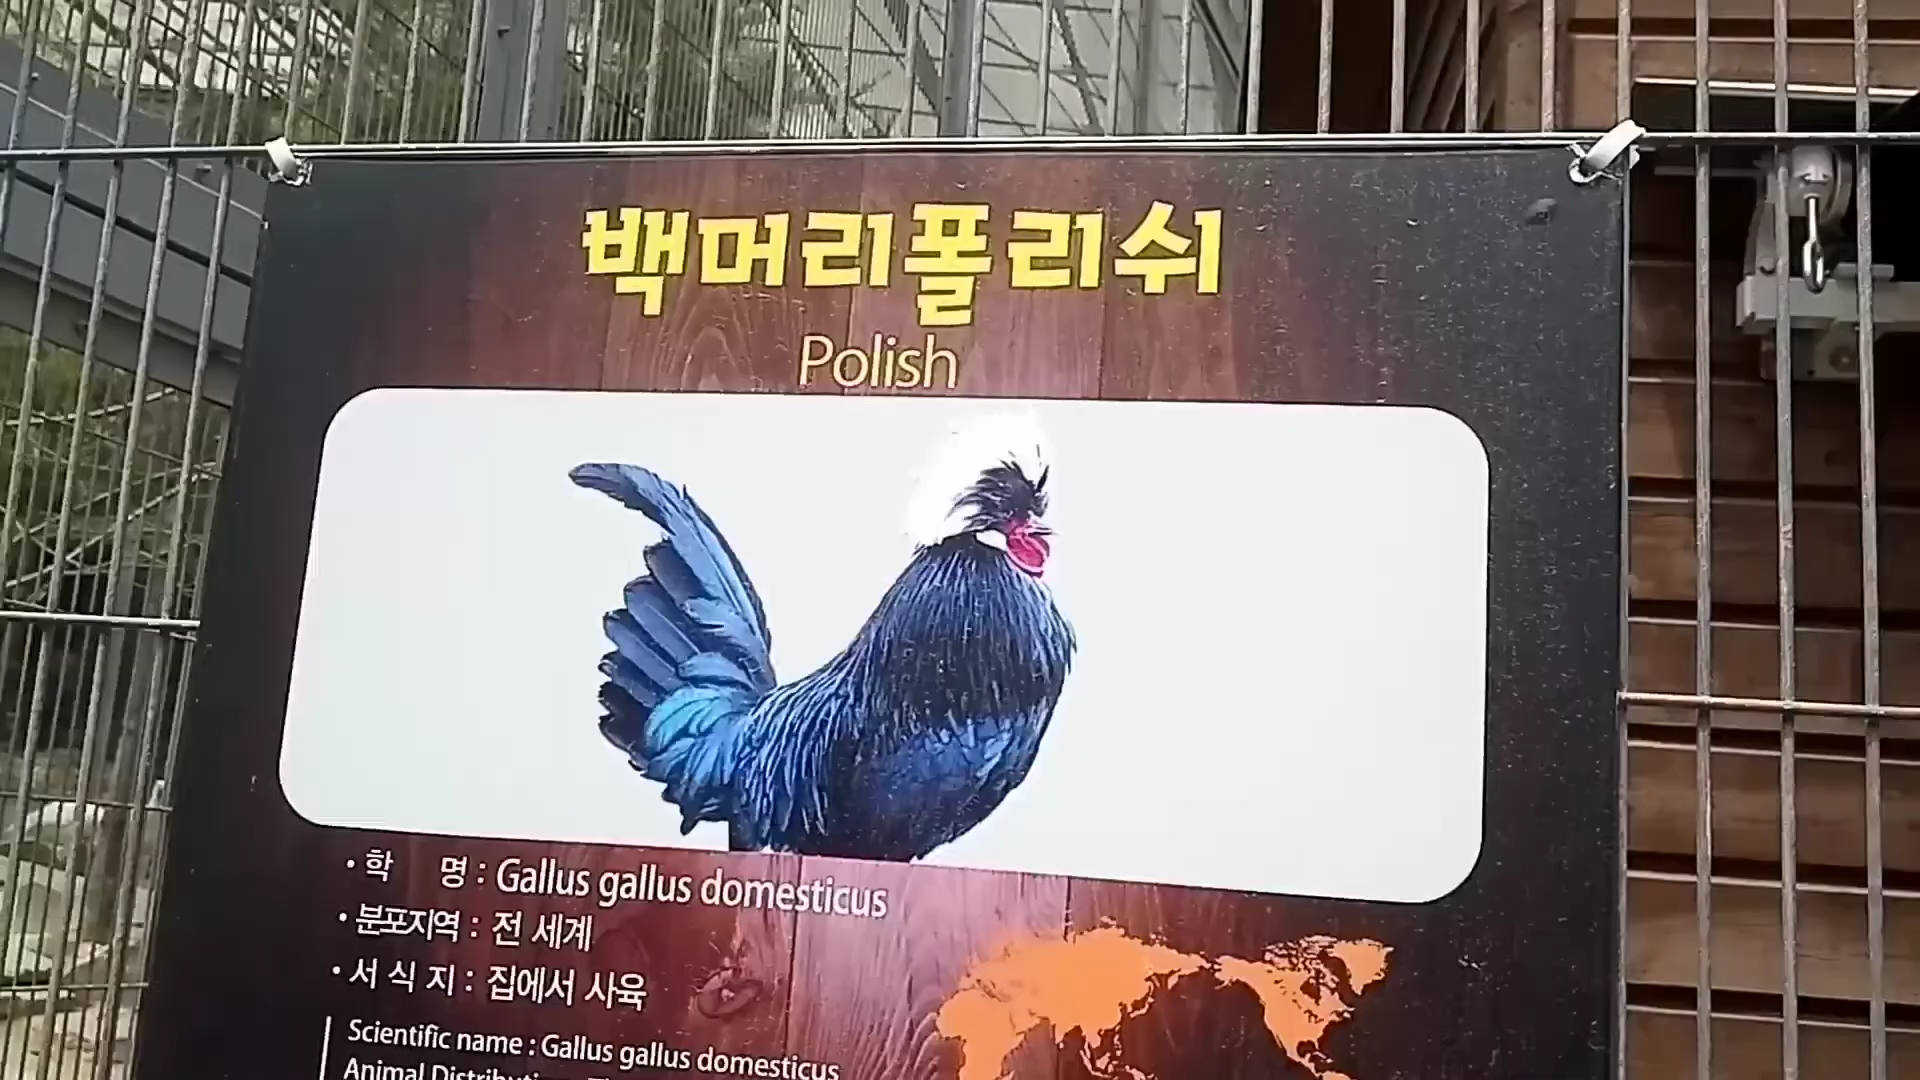 백머리폴리쉬
Polish
• 학 명 : Gallus gallus domesticus
• 분포지역 : 전 세계
• 서 식 지 : 집에서 사육
Scientific name : Gallus gallus domesticus
Animal